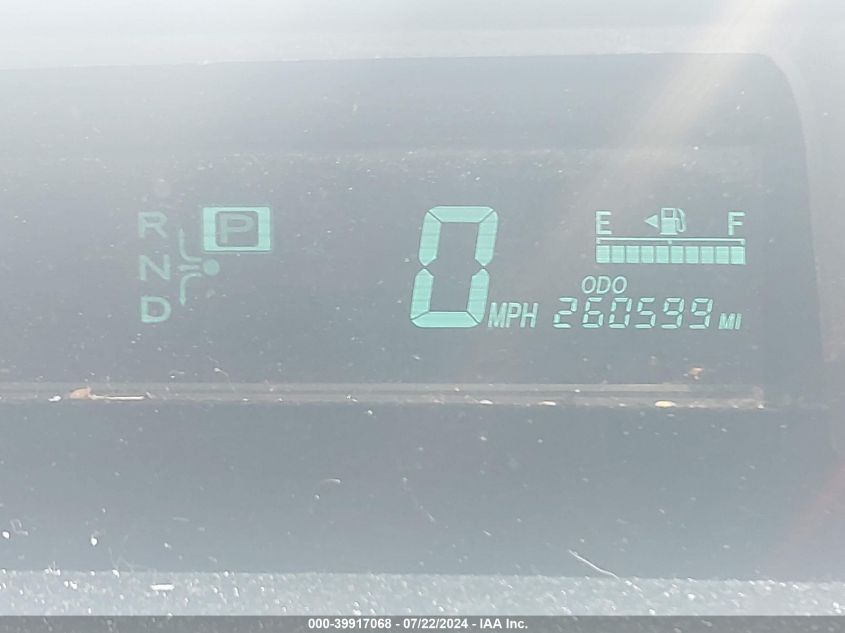 R P
N
D
0 MPH
E F
ODO
260599 MI
000-39917068 - 07/22/2024 - IAA Inc.